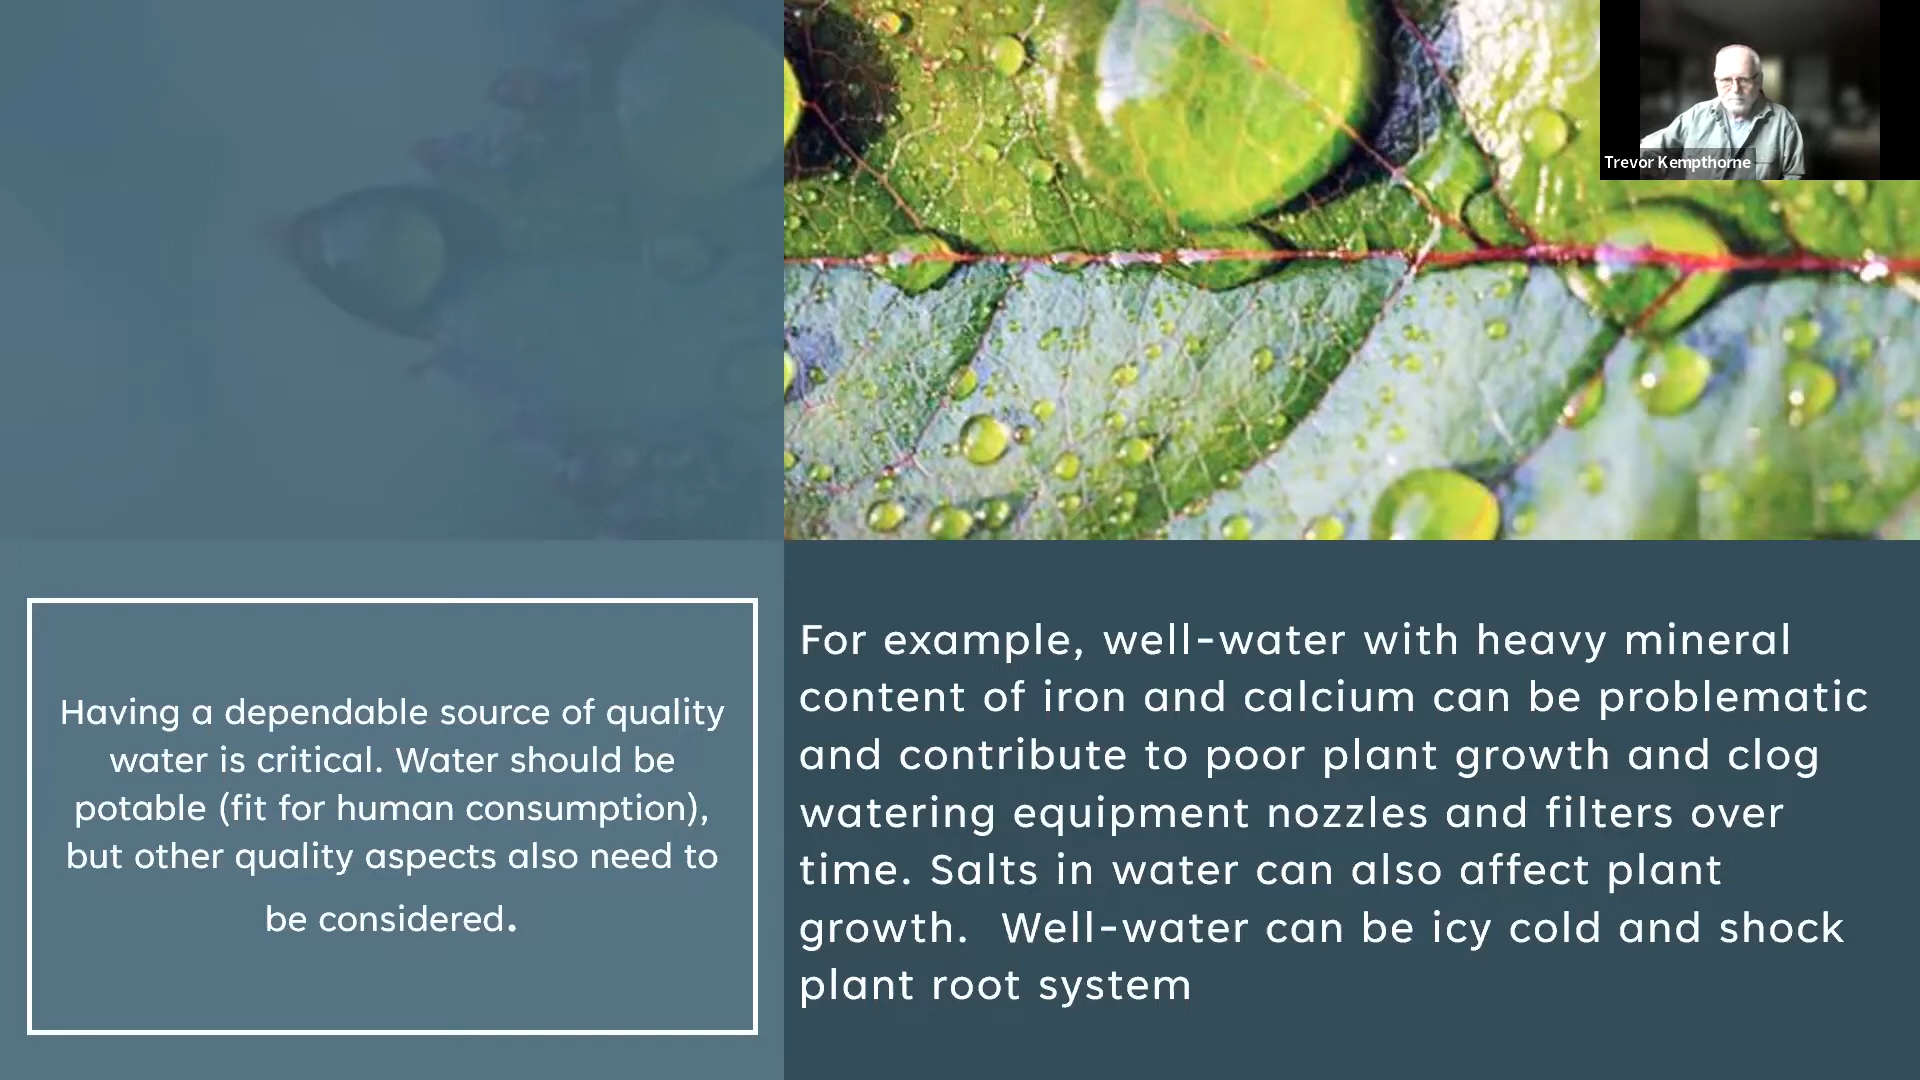 Trevor Kempthorne
Having a dependable source of quality
water is critical. Water should be
potable (fit for human consumption),
but other quality aspects also need to
be considered.
For example, well-water with heavy mineral
content of iron and calcium can be problematic
and contribute to poor plant growth and clog
watering equipment nozzles and filters over
time. Salts in water can also affect plant
growth.  Well-water can be icy cold and shock
plant root system